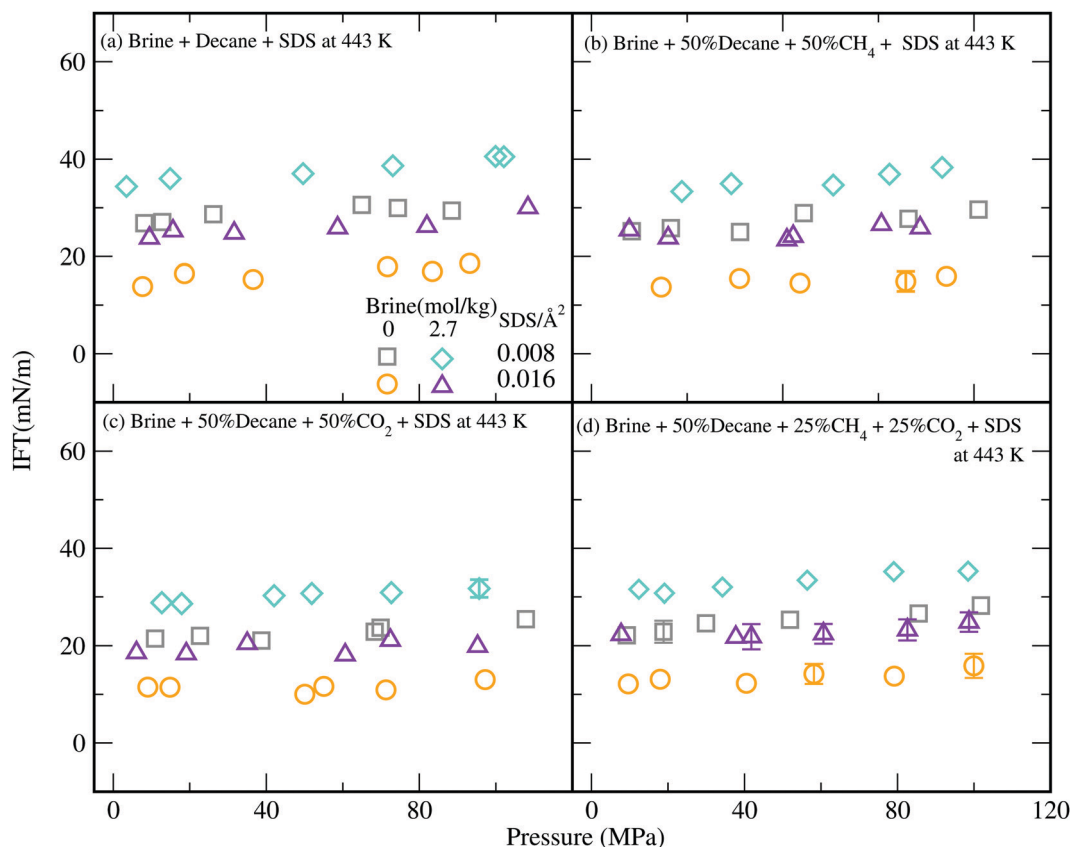 (a) Brine + Decane + SDS at 443 K
(b) Brine + 50%Decane + 50%CH₄ + SDS at 443 K
60
40
20
0
Brine(mol/kg)
SDS/Å²
0
2.7
0.008
0.016
(c) Brine + 50%Decane + 50%CO₂ + SDS at 443 K
(d) Brine + 50%Decane + 25%CH₄ + 25%CO₂ + SDS
at 443 K
60
40
20
0
IFT(mN/m)
0
40
80
0
40
80
120
Pressure (MPa)